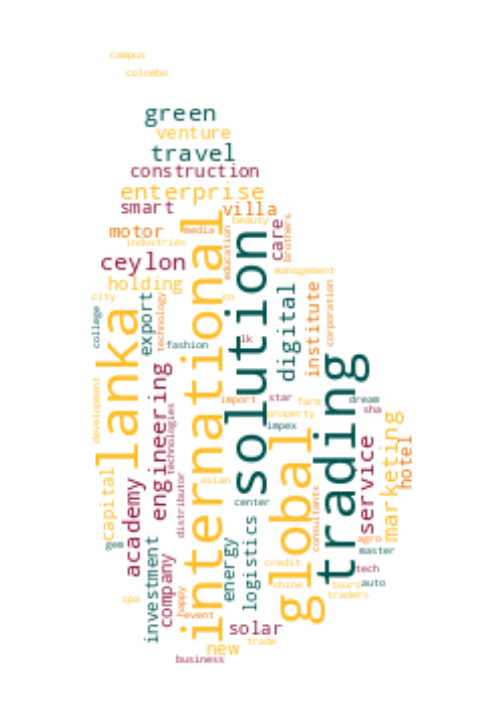 campus
colombo
green
venture
travel
construction
enterprise
smart
villa
beauty
motor
media
industries
education
care
brothers
ceylon
management
holding
city
co
college
export
technology
fashion
lk
digital
institute
corporation
lanka
international
solution
trading
global
development
engineering
technologies
import
star
farm
dream
sha
property
impex
marketing
hotel
service
capital
academy
distributor
asian
center
consultants
gem
investment
company
energy
logistics
credit
agro
master
tech
auto
shine
tours
traders
spa
happy
event
solar
trade
new
business